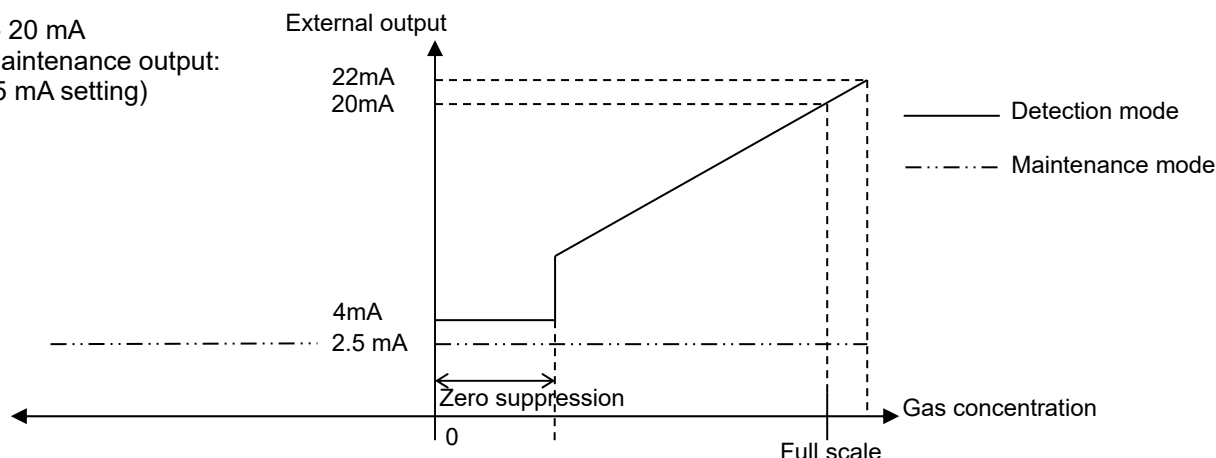 20 mA
aintenance output:
5 mA setting)
External output
22mA
20mA
Detection mode
Maintenance mode
4mA
2.5 mA
Zero suppression
Gas concentration
0
Full scale